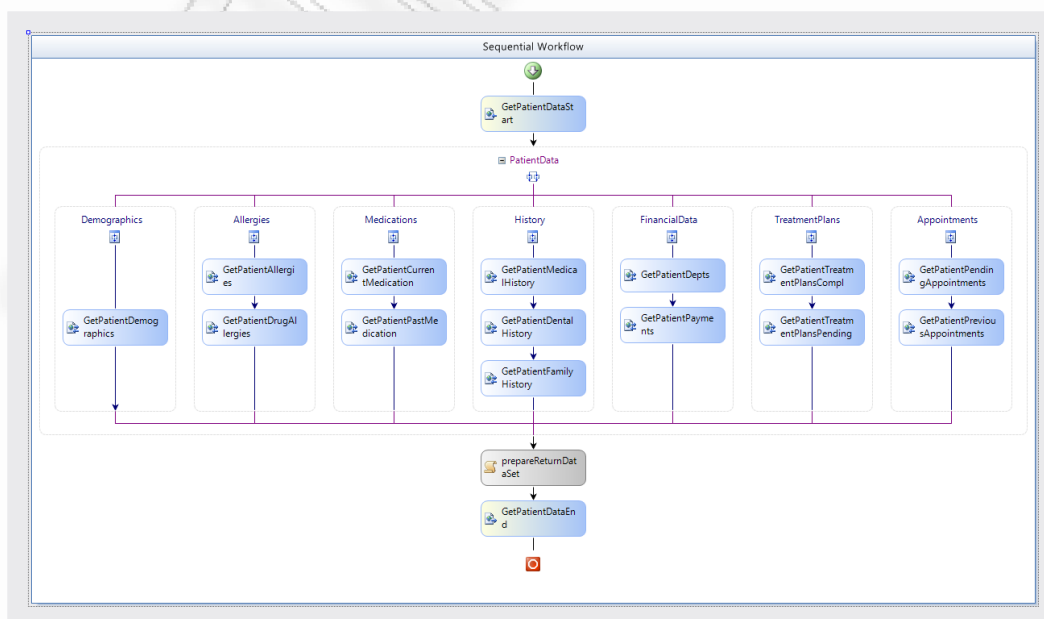 Sequential Workflow
GetPatientDataSt
art
PatientData
Demographics
Allergies
Medications
History
FinancialData
TreatmentPlans
Appointments
GetPatientDemog
raphics
GetPatientAllergi
es
GetPatientDrugAl
lergies
GetPatientCurren
tMedication
GetPatientPastMe
dication
GetPatientMedica
lHistory
GetPatientDental
History
GetPatientFamily
History
GetPatientDepts
GetPatientPayme
nts
GetPatientTreatm
entPlansCompl
GetPatientTreatm
entPlansPending
GetPatientPendin
gAppointments
GetPatientPreviou
sAppointments
prepareReturnDat
aSet
GetPatientDataEn
d